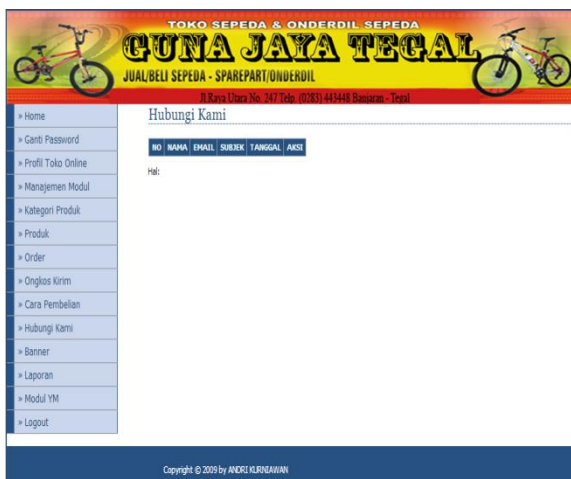 TOKO SEPEDA & ONDERDIL SEPEDA
GUNA JAYA TEGAL
JUAL/BELI SEPEDA - SPAREPART/ONDERDIL
Jl.Raya Utara No. 247 Telp. (0283) 443448 Banjaran - Tegal
» Home
» Ganti Password
» Profil Toko Online
» Manajemen Modul
» Kategori Produk
» Produk
» Order
» Ongkos Kirim
» Cara Pembelian
» Hubungi Kami
» Banner
» Laporan
» Modul YM
» Logout
Hubungi Kami
NO NAMA EMAIL SUBJEK TANGGAL AKSI
Hal:
Copyright © 2009 by ANDRI KURNIAWAN